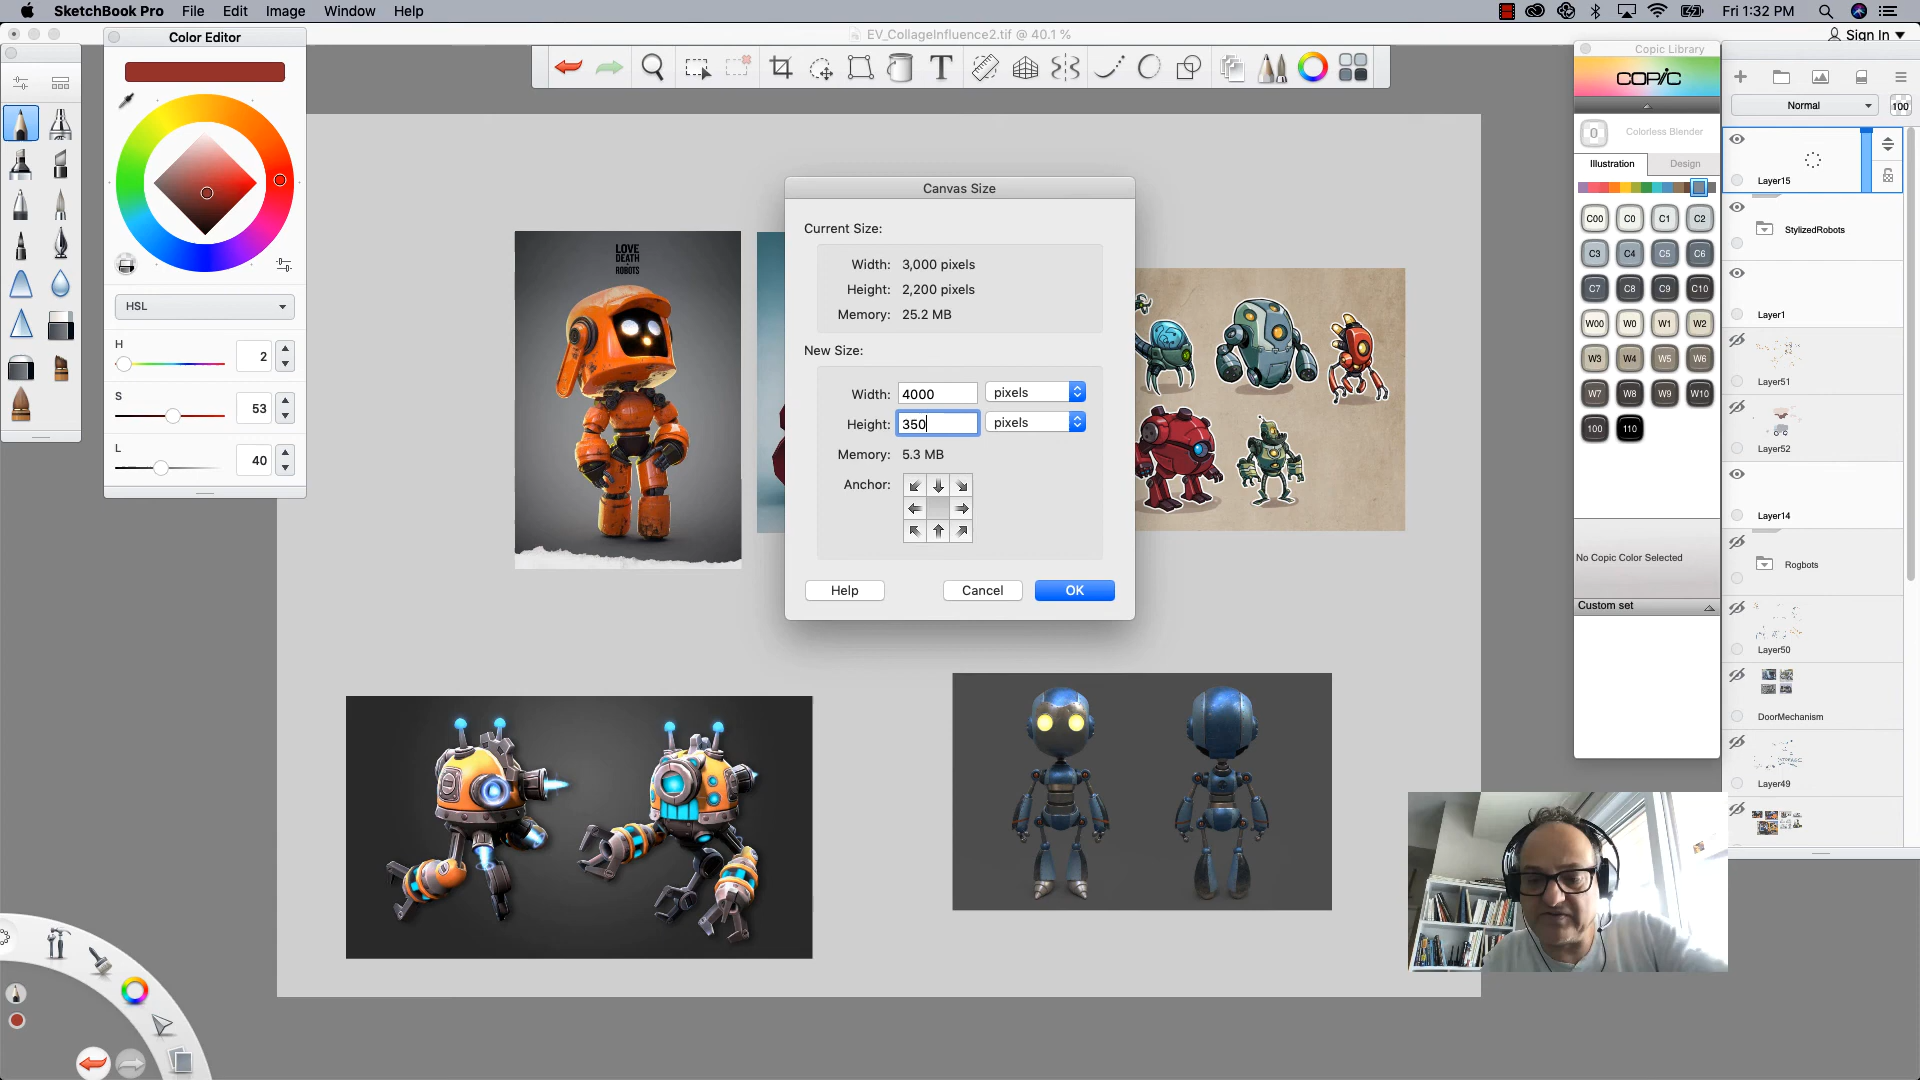 SketchBook Pro File Edit Image Window Help
Fri 1:32 PM
EV_CollageInfluence2.tif @ 40.1 %
Sign In
Color Editor
HSL
H
2
S
53
L
40
LOVE
DEATH
+
ROBOTS
Canvas Size
Current Size:
Width: 3,000 pixels
Height: 2,200 pixels
Memory: 25.2 MB
New Size:
Width: 4000 pixels
Height: 350 pixels
Memory: 5.3 MB
Anchor:
Help Cancel OK
Copic Library
COPIC
0 Colorless Blender
Illustration Design
C00 C0 C1 C2
C3 C4 C5 C6
C7 C8 C9 C10
W00 W0 W1 W2
W3 W4 W5 W6
W7 W8 W9 W10
100 110
No Copic Color Selected
Custom set
Normal 100
Layer15
StylizedRobots
Layer1
Layer51
Layer52
Layer14
Rogbots
Layer50
DoorMechanism
Layer49